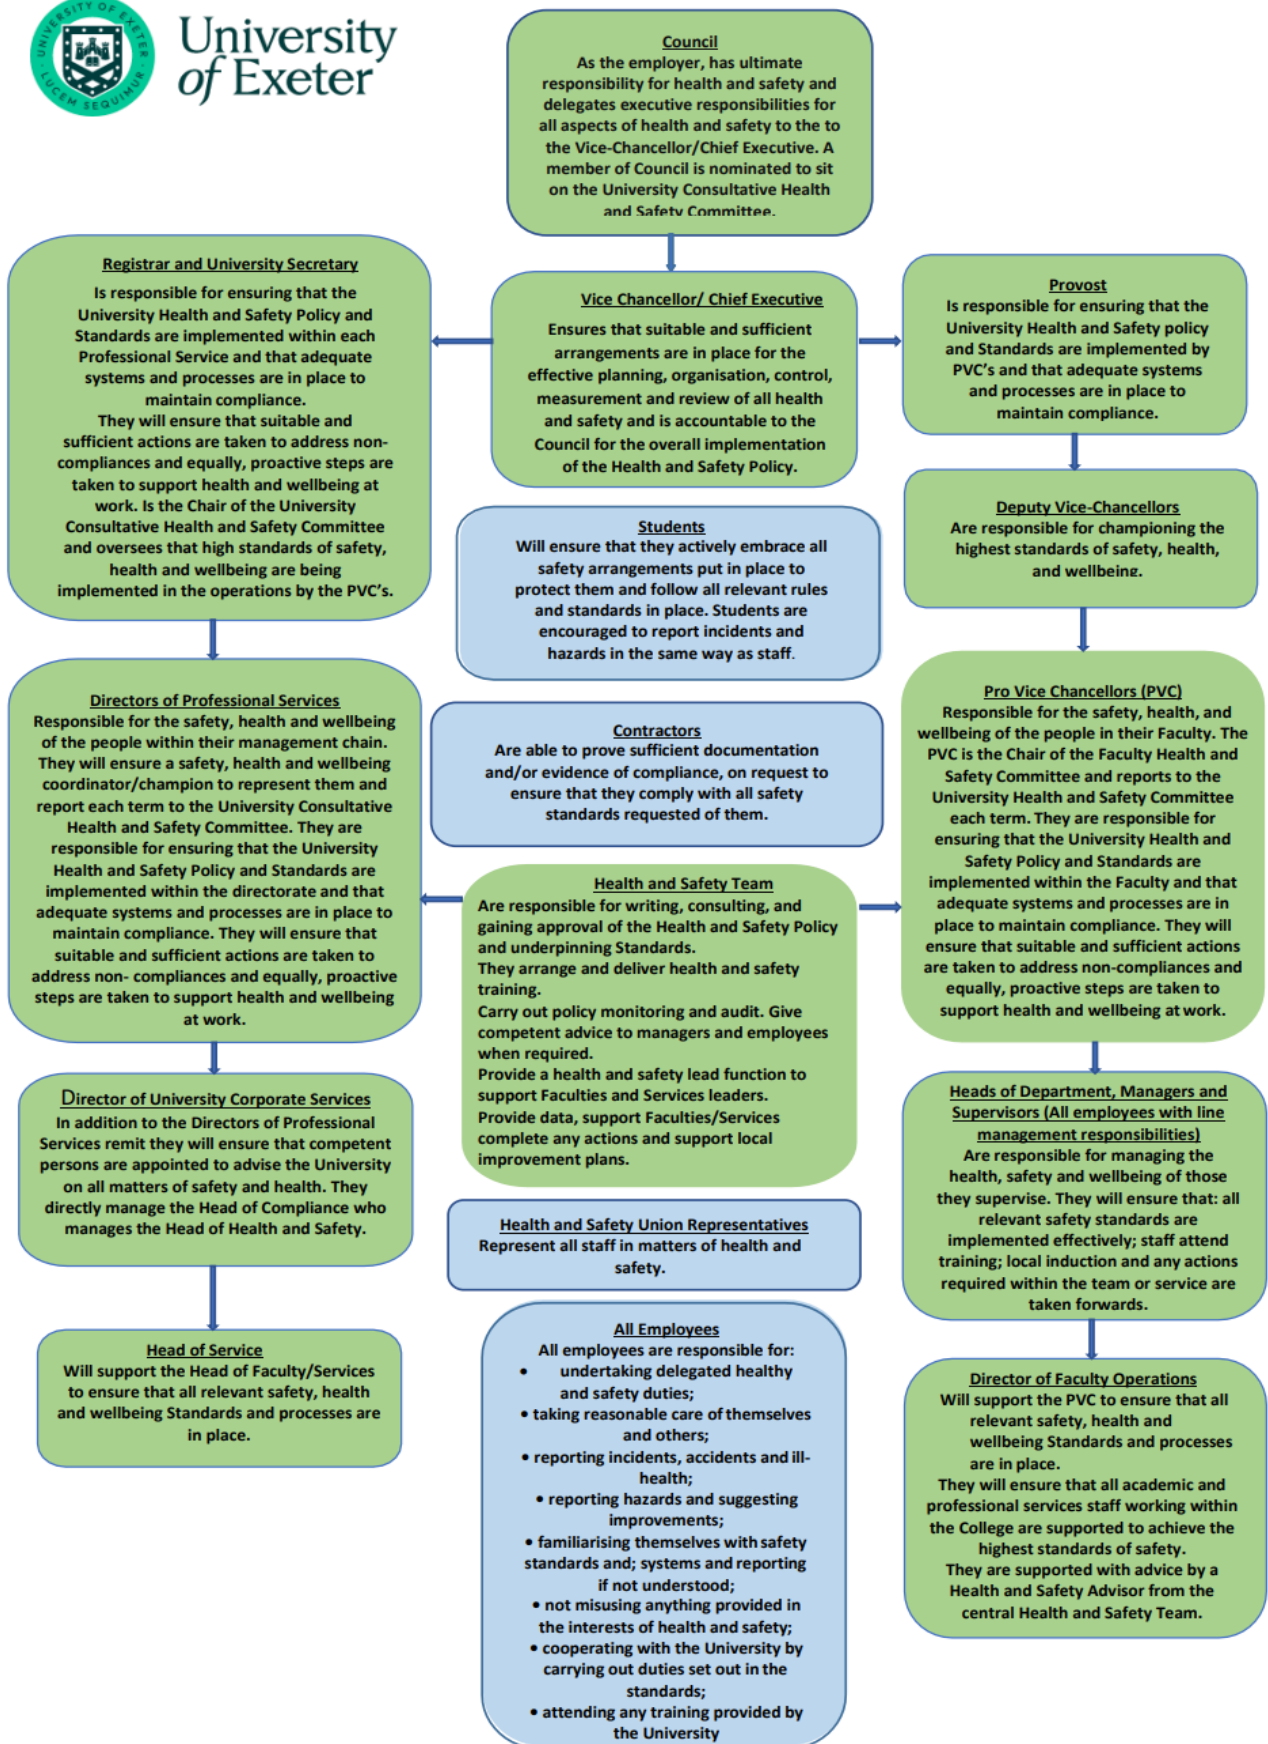 UNIVERSITY OF EXETER
LUCEM SEQUIMUR
University
of Exeter
Council
As the employer, has ultimate
responsibility for health and safety and
delegates executive responsibilities for
all aspects of health and safety to the to
the Vice-Chancellor/Chief Executive. A
member of Council is nominated to sit
on the University Consultative Health
and Safety Committee.
Registrar and University Secretary
Is responsible for ensuring that the
University Health and Safety Policy and
Standards are implemented within each
Professional Service and that adequate
systems and processes are in place to
maintain compliance.
They will ensure that suitable and
sufficient actions are taken to address non-
compliances and equally, proactive steps are
taken to support health and wellbeing at
work. Is the Chair of the University
Consultative Health and Safety Committee
and oversees that high standards of safety,
health and wellbeing are being
implemented in the operations by the PVC's.
Vice Chancellor/ Chief Executive
Ensures that suitable and sufficient
arrangements are in place for the
effective planning, organisation, control,
measurement and review of all health
and safety and is accountable to the
Council for the overall implementation
of the Health and Safety Policy.
Provost
Is responsible for ensuring that the
University Health and Safety policy
and Standards are implemented by
PVC's and that adequate systems
and processes are in place to
maintain compliance.
Deputy Vice-Chancellors
Are responsible for championing the
highest standards of safety, health,
and wellbeing.
Students
Will ensure that they actively embrace all
safety arrangements put in place to
protect them and follow all relevant rules
and standards in place. Students are
encouraged to report incidents and
hazards in the same way as staff.
Directors of Professional Services
Responsible for the safety, health and wellbeing
of the people within their management chain.
They will ensure a safety, health and wellbeing
coordinator/champion to represent them and
report each term to the University Consultative
Health and Safety Committee. They are
responsible for ensuring that the University
Health and Safety Policy and Standards are
implemented within the directorate and that
adequate systems and processes are in place to
maintain compliance. They will ensure that
suitable and sufficient actions are taken to
address non- compliances and equally, proactive
steps are taken to support health and wellbeing
at work.
Contractors
Are able to prove sufficient documentation
and/or evidence of compliance, on request to
ensure that they comply with all safety
standards requested of them.
Pro Vice Chancellors (PVC)
Responsible for the safety, health, and
wellbeing of the people in their Faculty. The
PVC is the Chair of the Faculty Health and
Safety Committee and reports to the
University Health and Safety Committee
each term. They are responsible for
ensuring that the University Health and
Safety Policy and Standards are
implemented within the Faculty and that
adequate systems and processes are in
place to maintain compliance. They will
ensure that suitable and sufficient actions
are taken to address non-compliances and
equally, proactive steps are taken to
support health and wellbeing at work.
Health and Safety Team
Are responsible for writing, consulting, and
gaining approval of the Health and Safety Policy
and underpinning Standards.
They arrange and deliver health and safety
training.
Carry out policy monitoring and audit. Give
competent advice to managers and employees
when required.
Provide a health and safety lead function to
support Faculties and Services leaders.
Provide data, support Faculties/Services
complete any actions and support local
improvement plans.
Director of University Corporate Services
In addition to the Directors of Professional
Services remit they will ensure that competent
persons are appointed to advise the University
on all matters of safety and health. They
directly manage the Head of Compliance who
manages the Head of Health and Safety.
Heads of Department, Managers and
Supervisors (All employees with line
management responsibilities)
Are responsible for managing the
health, safety and wellbeing of those
they supervise. They will ensure that: all
relevant safety standards are
implemented effectively; staff attend
training; local induction and any actions
required within the team or service are
taken forwards.
Health and Safety Union Representatives
Represent all staff in matters of health and
safety.
Head of Service
Will support the Head of Faculty/Services
to ensure that all relevant safety, health
and wellbeing Standards and processes are
in place.
All Employees
All employees are responsible for:
• undertaking delegated healthy
and safety duties;
• taking reasonable care of themselves
and others;
• reporting incidents, accidents and ill-
health;
• reporting hazards and suggesting
improvements;
• familiarising themselves with safety
standards and; systems and reporting
if not understood;
• not misusing anything provided in
the interests of health and safety;
• cooperating with the University by
carrying out duties set out in the
standards;
• attending any training provided by
the University
Director of Faculty Operations
Will support the PVC to ensure that all
relevant safety, health and
wellbeing Standards and processes
are in place.
They will ensure that all academic and
professional services staff working within
the College are supported to achieve the
highest standards of safety.
They are supported with advice by a
Health and Safety Advisor from the
central Health and Safety Team.